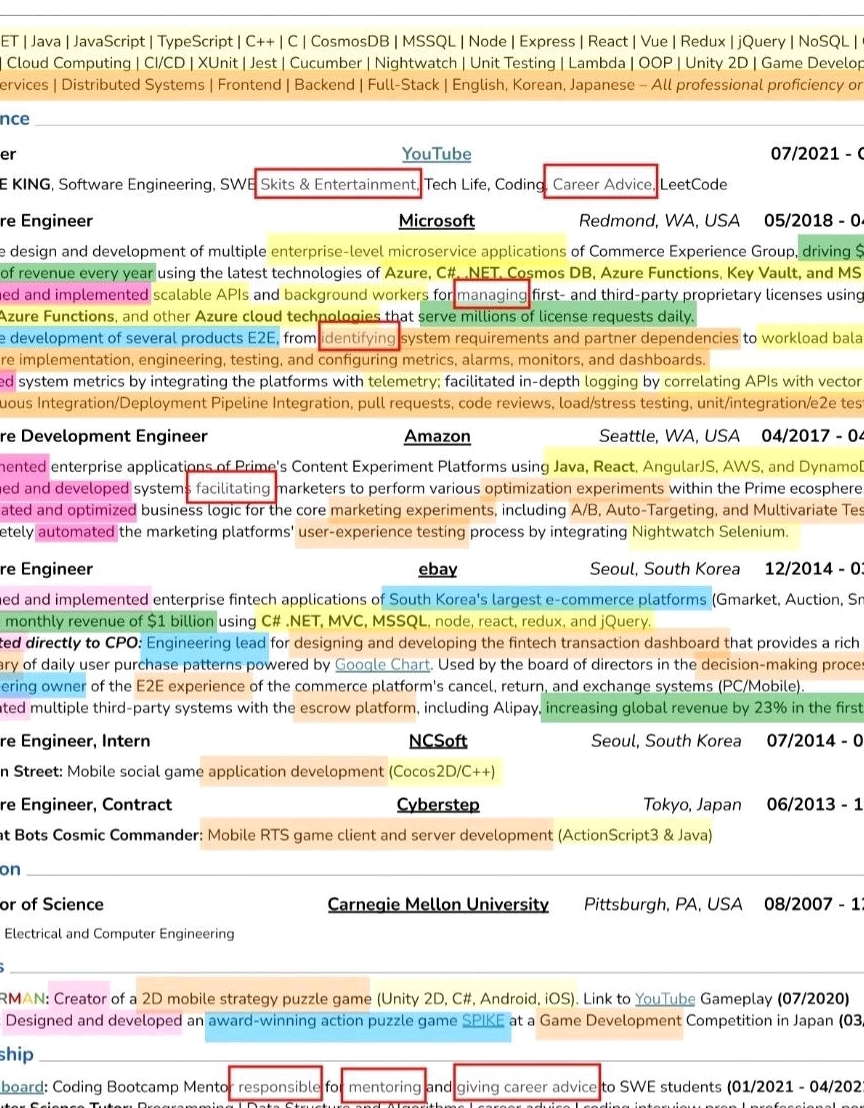 ET | Java | JavaScript | TypeScript | C++ | C | CosmosDB | MSSQL | Node | Express | React | Vue | Redux | jQuery | NoSQL |
| Cloud Computing | CI/CD | XUnit | Jest | Cucumber | Nightwatch | Unit Testing | Lambda | OOP | Unity 2D | Game Develop
ervices | Distributed Systems | Frontend | Backend | Full-Stack | English, Korean, Japanese – All professional proficiency or
nce
er YouTube 07/2021 -
E KING, Software Engineering, SWE Skits & Entertainment, Tech Life, Coding, Career Advice, LeetCode
re Engineer Microsoft Redmond, WA, USA 05/2018 - 04
e design and development of multiple enterprise-level microservice applications of Commerce Experience Group, driving $
of revenue every year using the latest technologies of Azure, C#, .NET, Cosmos DB, Azure Functions, Key Vault, and MS
ned and implemented scalable APIs and background workers for managing first- and third-party proprietary licenses using
Azure Functions, and other Azure cloud technologies that serve millions of license requests daily.
e development of several products E2E, from identifying system requirements and partner dependencies to workload bala
re implementation, engineering, testing, and configuring metrics, alarms, monitors, and dashboards.
ed system metrics by integrating the platforms with telemetry; facilitated in-depth logging by correlating APIs with vector
uous Integration/Deployment Pipeline Integration, pull requests, code reviews, load/stress testing, unit/integration/e2e test
re Development Engineer Amazon Seattle, WA, USA 04/2017 - 04
mented enterprise applications of Prime's Content Experiment Platforms using Java, React, AngularJS, AWS, and DynamoD
ned and developed systems facilitating marketers to perform various optimization experiments within the Prime ecosphere
ated and optimized business logic for the core marketing experiments, including A/B, Auto-Targeting, and Multivariate Tes
etely automated the marketing platforms' user-experience testing process by integrating Nightwatch Selenium.
re Engineer ebay Seoul, South Korea 12/2014 - 03
ned and implemented enterprise fintech applications of South Korea's largest e-commerce platforms (Gmarket, Auction, Sm
monthly revenue of $1 billion using C# .NET, MVC, MSSQL, node, react, redux, and jQuery.
ted directly to CPO: Engineering lead for designing and developing the fintech transaction dashboard that provides a rich
ary of daily user purchase patterns powered by Google Chart. Used by the board of directors in the decision-making proce
ering owner of the E2E experience of the commerce platform's cancel, return, and exchange systems (PC/Mobile).
ated multiple third-party systems with the escrow platform, including Alipay, increasing global revenue by 23% in the first
re Engineer, Intern NCSoft Seoul, South Korea 07/2014 - 0
n Street: Mobile social game application development (Cocos2D/C++)
re Engineer, Contract Cyberstep Tokyo, Japan 06/2013 - 1
at Bots Cosmic Commander: Mobile RTS game client and server development (ActionScript3 & Java)
on
or of Science Carnegie Mellon University Pittsburgh, PA, USA 08/2007 - 12
Electrical and Computer Engineering
s
RMAN: Creator of a 2D mobile strategy puzzle game (Unity 2D, C#, Android, iOS). Link to YouTube Gameplay (07/2020)
: Designed and developed an award-winning action puzzle game SPIKE at a Game Development Competition in Japan (03/
ship
board: Coding Bootcamp Mentor responsible for mentoring and giving career advice to SWE students (01/2021 - 04/202